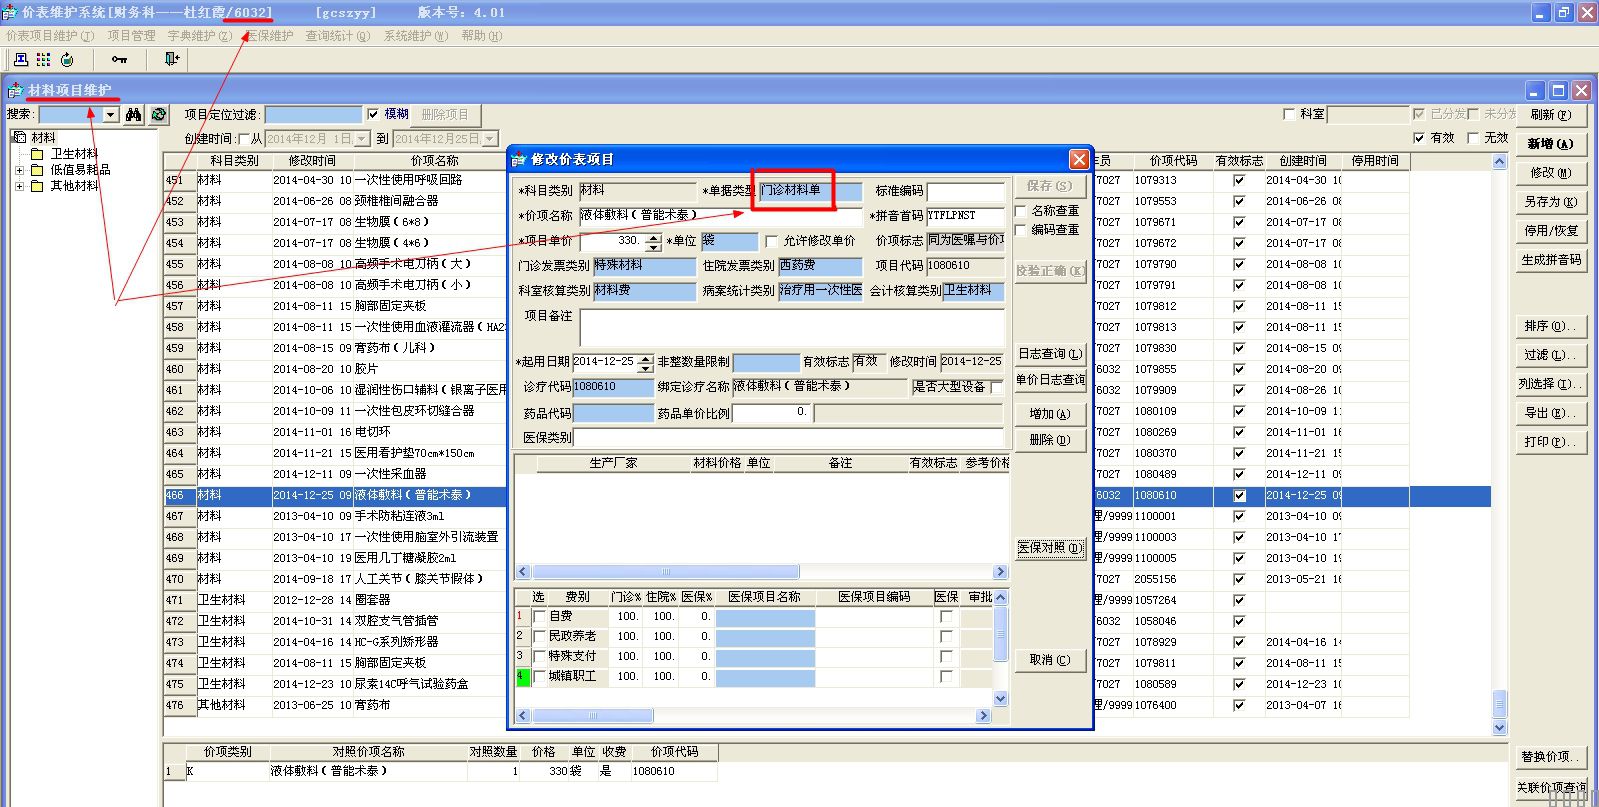 价表维护系统[财务科——杜红霞/6032] [gcszyy] 版本号: 4.01
价表项目维护(T) 项目管理 字典维护(Z) 医保维护 查询统计(Q) 系统维护(W) 帮助(H)
材料项目维护
搜索: 项目定位过滤: 模糊 删除项目 科室 已分发 未分发 刷新(F)
创建时间: 从 2014年12月 1日 到 2014年12月25日 有效 无效
材料
卫生材料
低值易耗品
其他材料
科目类别 修改时间 价项名称 价项代码 有效标志 创建时间 停用时间
451 材料 2014-04-30 10 一次性使用呼吸回路 7027 1079313 2014-04-30 10
452 材料 2014-06-26 08 颈椎椎间融合器 7027 1079553 2014-06-26 08
453 材料 2014-07-17 08 生物膜(6*8) 7027 1079671 2014-07-17 08
454 材料 2014-07-17 08 生物膜(4*6) 7027 1079672 2014-07-17 08
455 材料 2014-08-08 10 高频手术电刀柄(大) 7027 1079790 2014-08-08 10
456 材料 2014-08-08 10 高频手术电刀柄(小) 7027 1079791 2014-08-08 10
457 材料 2014-08-11 15 胸部固定夹板 7027 1079812 2014-08-11 15
458 材料 2014-08-11 15 一次性使用血液灌流器(HA2 7027 1079813 2014-08-11 15
459 材料 2014-08-15 09 膏药布(儿科) 7027 1079830 2014-08-15 09
460 材料 2014-08-20 10 胶片 6032 1079855 2014-08-20 10
461 材料 2014-10-06 10 湿润性伤口辅料(银离子医用 6032 1079909 2014-08-26 10
462 材料 2014-10-09 11 一次性包皮环切缝合器 7027 1080109 2014-10-09 11
463 材料 2014-11-01 16 电切环 7027 1080269 2014-11-01 16
464 材料 2014-11-21 15 医用看护垫70cm*150cm 7027 1080370 2014-11-21 15
465 材料 2014-12-11 09 一次性采血器 7027 1080489 2014-12-11 09
466 材料 2014-12-25 09 液体敷料(普能术泰) 6032 1080610 2014-12-25 09
467 材料 2013-04-10 09 手术防粘连液3ml 理/9999 1100001 2013-04-10 09
468 材料 2013-04-10 17 一次性使用脑室外引流装置 理/9999 1100003 2013-04-10 17
469 材料 2013-04-10 19 医用几丁糖凝胶2ml 理/9999 1100005 2013-04-10 19
470 材料 2014-09-18 17 人工关节(膝关节假体) 7027 2055156 2013-05-21 16
471 卫生材料 2012-12-28 14 圈套器 理/9999 1057264
472 卫生材料 2014-10-31 14 双腔支气管插管 6032 1058046
473 卫生材料 2014-04-16 14 HC-G系列矫形器 7027 1078929 2014-04-16 14
474 卫生材料 2014-08-11 15 胸部固定夹板 7027 1079811 2014-08-11 15
475 卫生材料 2014-12-23 10 尿素14C呼气试验药盒 7027 1080589 2014-12-23 10
476 其他材料 2013-06-25 10 膏药布 理/9999 1076400 2013-04-07 16
修改价表项目
*科目类别 材料 *单据类型 门诊材料单 标准编码 保存(S)
*价项名称 液体敷料(普能术泰) *拼音首码 YTFLPNST 名称查重
编码查重
*项目单价 330. *单位 袋 允许修改单价 价项标志 同为医嘱与价项
门诊发票类别 特殊材料 住院发票类别 西药费 项目代码 1080610 校验正确(K)
科室核算类别 材料费 病案统计类别 治疗用一次性医 会计核算类别 卫生材料
项目备注
*起用日期 2014-12-25 非整数量限制 有效标志 有效 修改时间 2014-12-25 日志查询(L)
诊疗代码 1080610 绑定诊疗名称 液体敷料(普能术泰) 是否大型设备 单价日志查询
药品代码 药品单价比例 0. 增加(A)
医保类别 删除(D)
生产厂家 材料价格 单位 备注 有效标志 参考价格
医保对照(D)
选 费别 门诊% 住院% 医保% 医保项目名称 医保项目编码 医保 审批
1 自费 100. 100. 0.
2 民政养老 100. 100. 0.
3 特殊支付 100. 100. 0.
4 城镇职工 100. 100. 0.
取消(C)
新增(A)
修改(M)
另存为(K)
停用/恢复
生成拼音码
排序(O)..
过滤(L)..
列选择(I)..
导出(E)..
打印(P)..
替换价项..
关联价项查询
价项类别 对照价项名称 对照数量 价格 单位 收费 价项代码
1 K 液体敷料(普能术泰) 1 330 袋 是 1080610